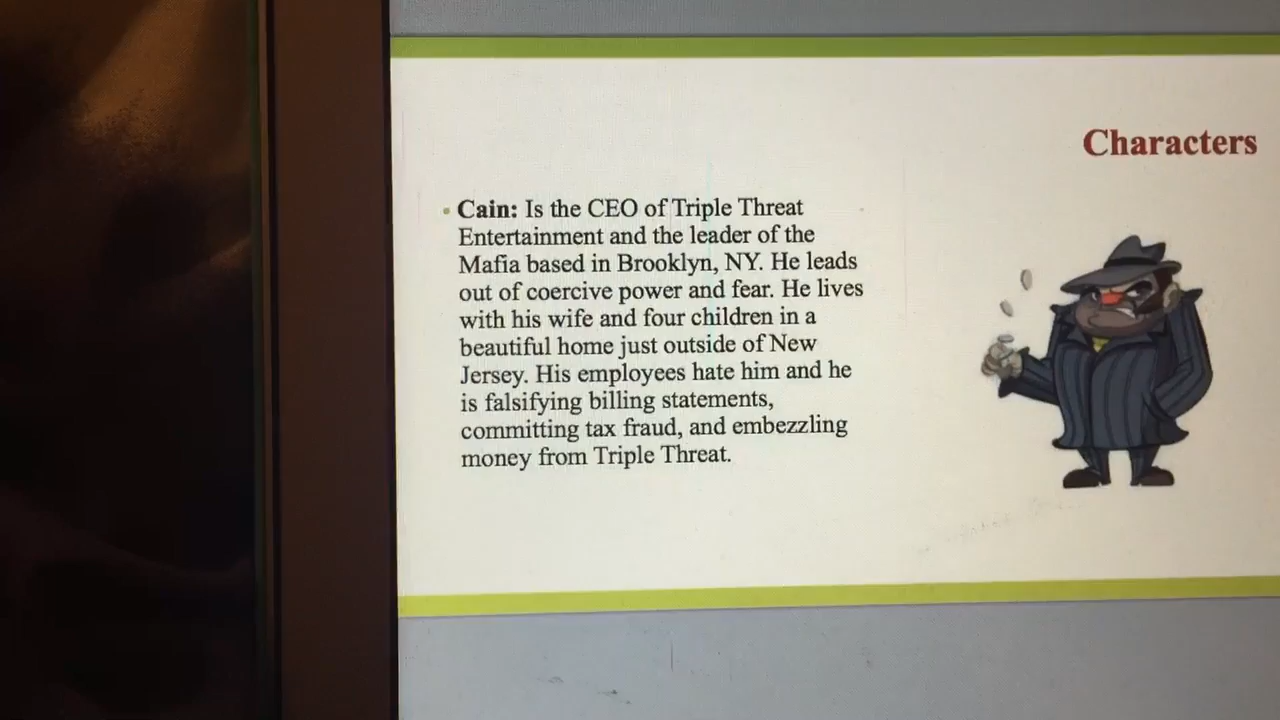 Characters
Cain: Is the CEO of Triple Threat
Entertainment and the leader of the
Mafia based in Brooklyn, NY. He leads
out of coercive power and fear. He lives
with his wife and four children in a
beautiful home just outside of New
Jersey. His employees hate him and he
is falsifying billing statements,
committing tax fraud, and embezzling
money from Triple Threat.